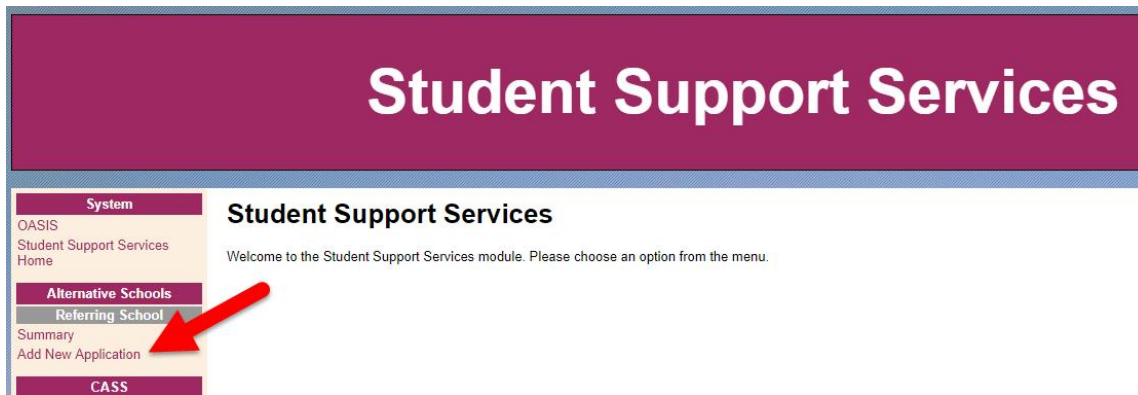 Student Support Services
System
OASIS
Student Support Services
Home
Alternative Schools
Referring School
Summary
Add New Application
CASS
Student Support Services
Welcome to the Student Support Services module. Please choose an option from the menu.